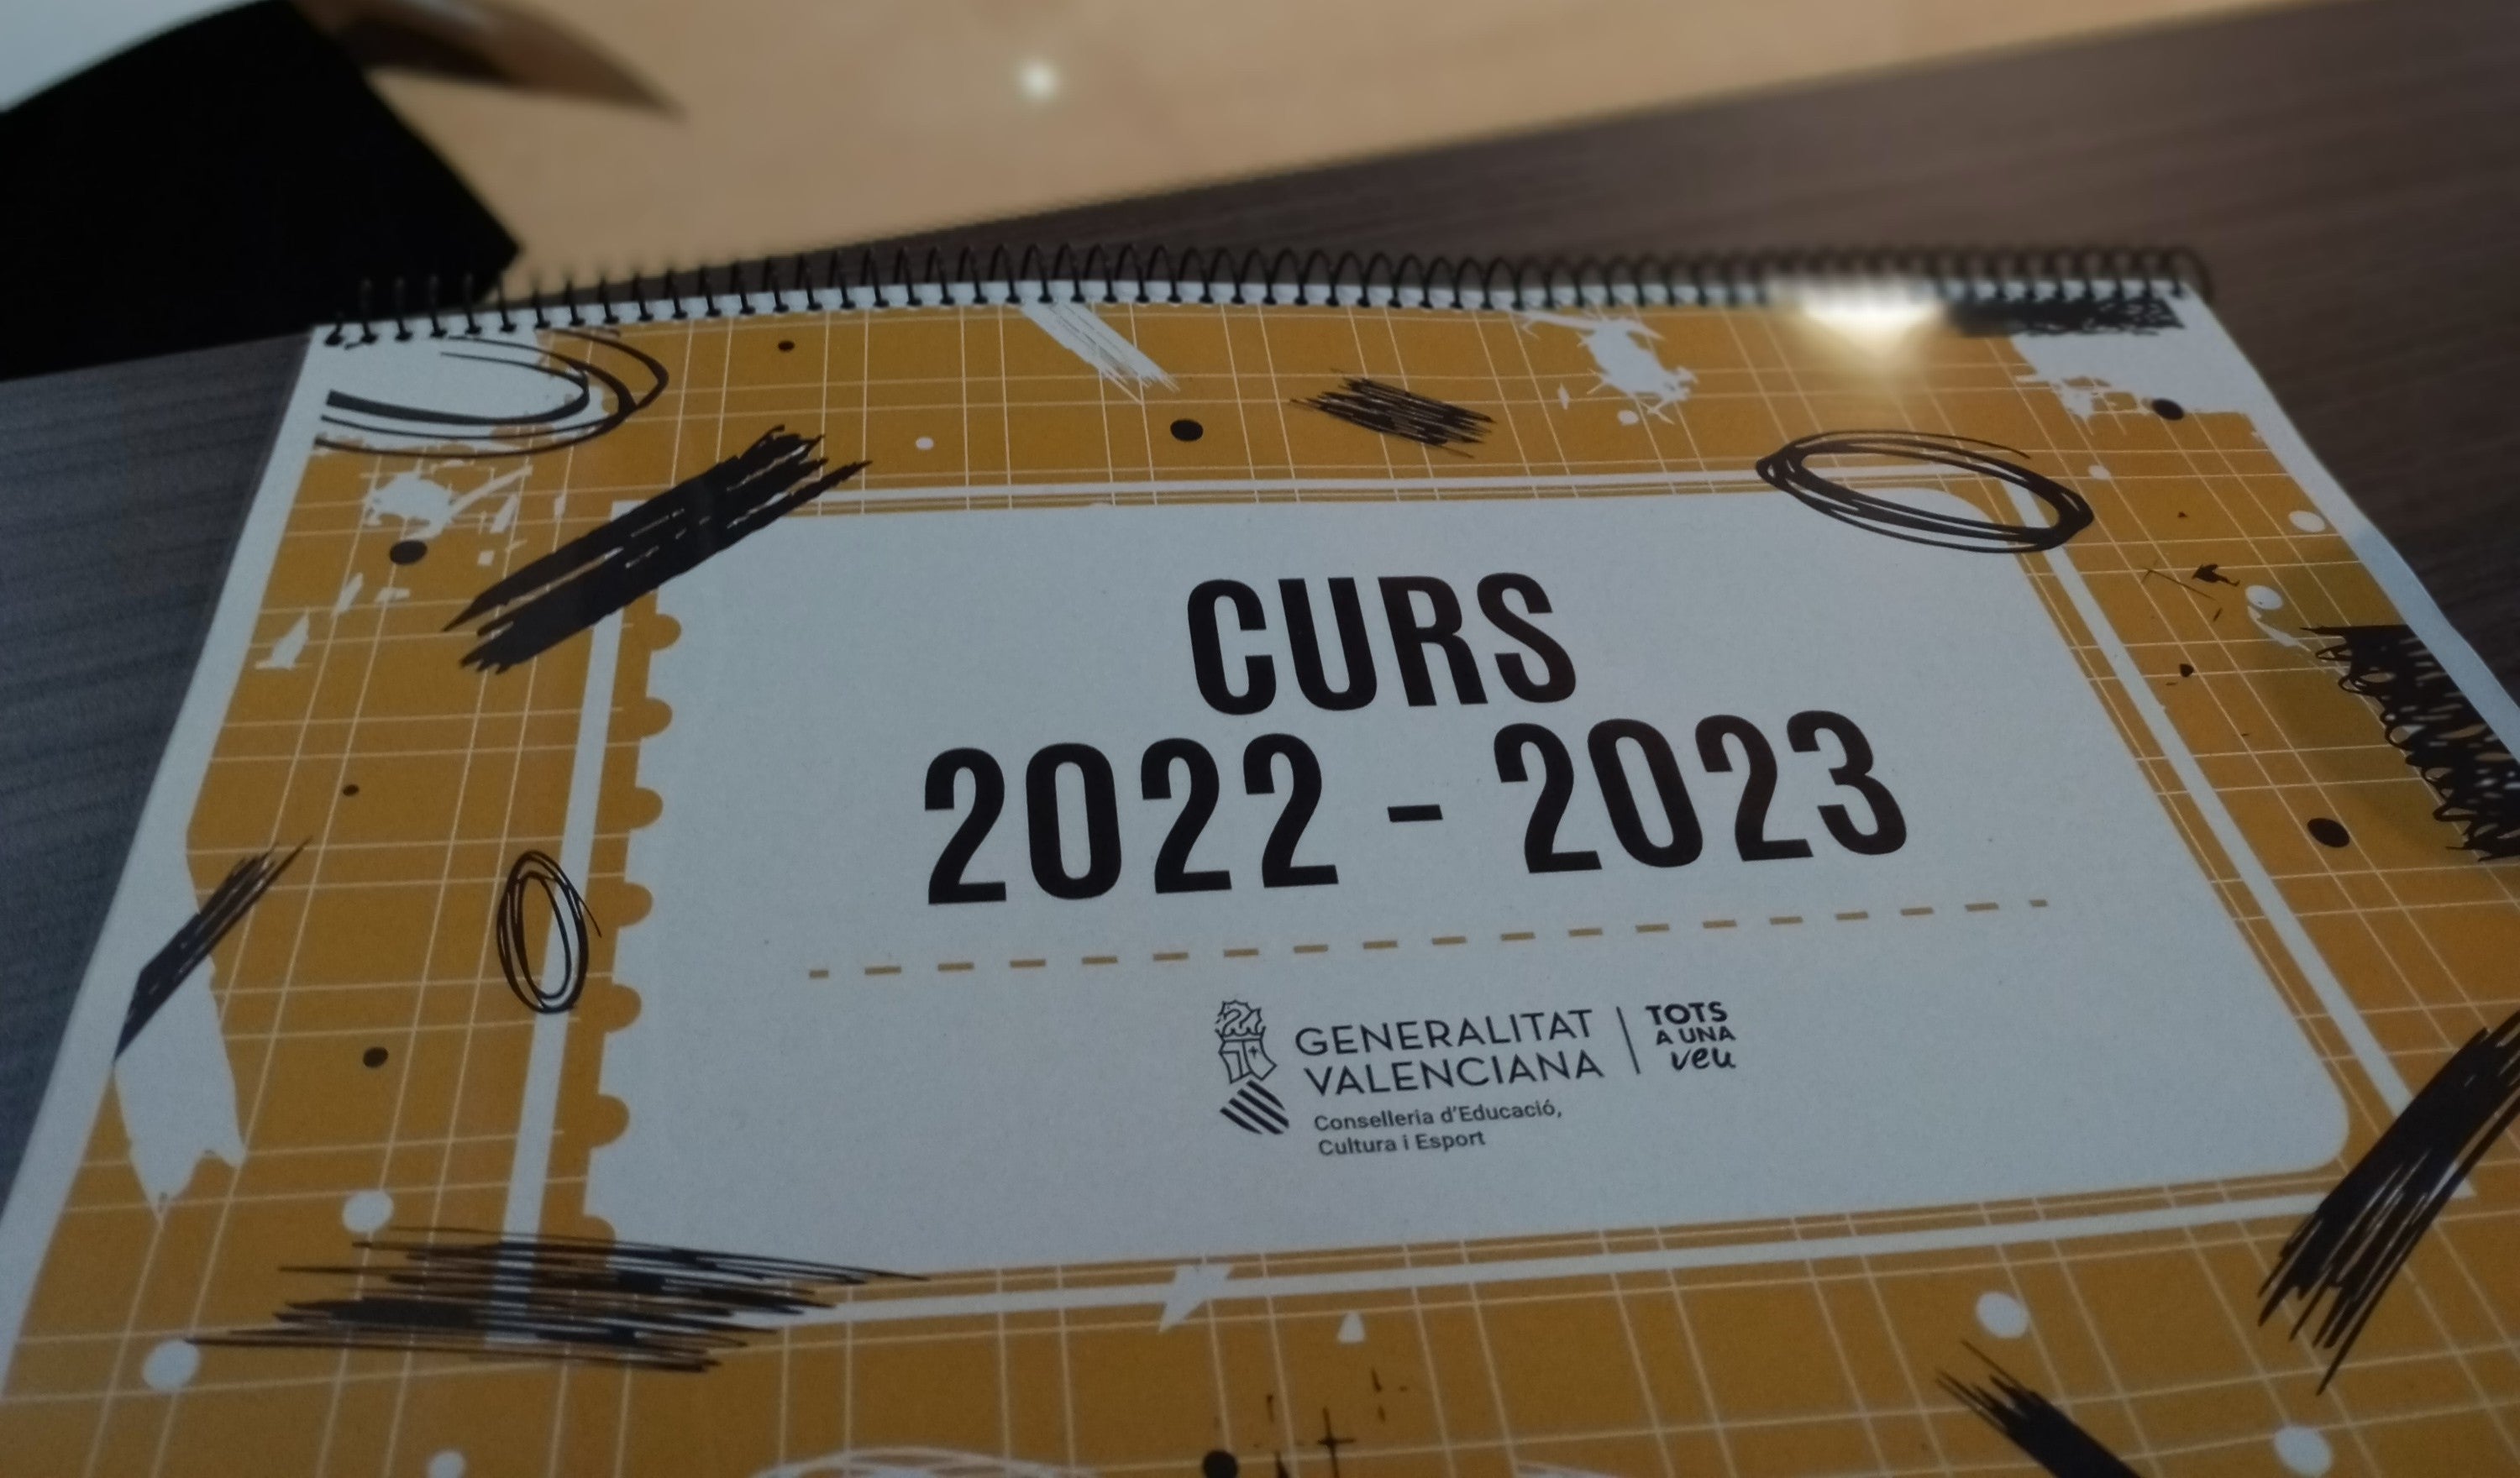 CURS
2022 - 2023
GENERALITAT
VALENCIANA
TOTS
A UNA
veu
Conselleria d'Educació,
Cultura i Esport